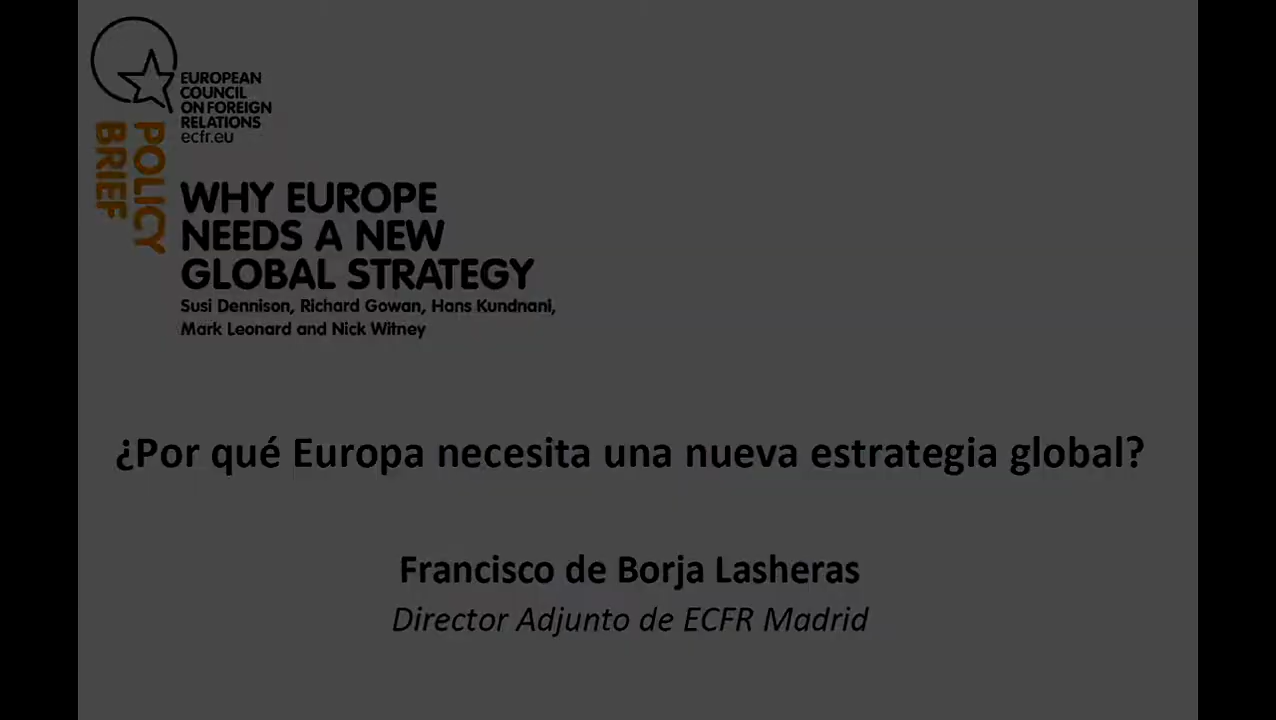 EUROPEAN
COUNCIL
ON FOREIGN
RELATIONS
ecfr.eu
POLICY
BRIEF
WHY EUROPE
NEEDS A NEW
GLOBAL STRATEGY
Susi Dennison, Richard Gowan, Hans Kundnani,
Mark Leonard and Nick Witney
¿Por qué Europa necesita una nueva estrategia global?
Francisco de Borja Lasheras
Director Adjunto de ECFR Madrid